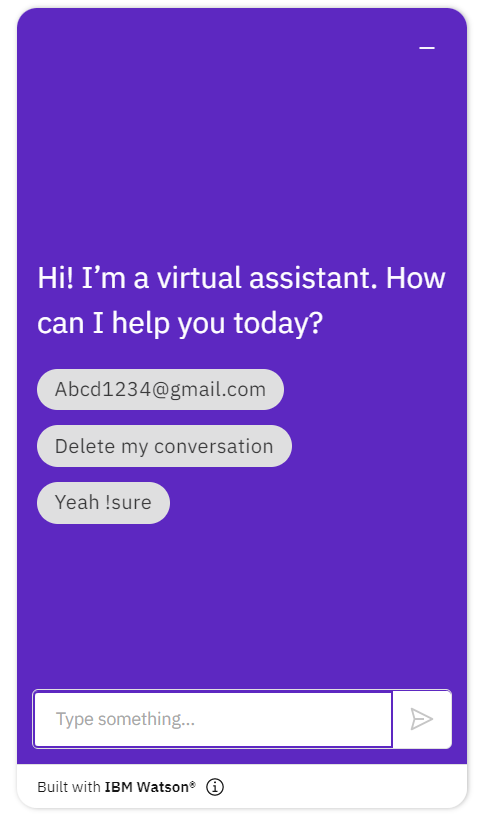 Hi! I’m a virtual assistant. How
can I help you today?
Abcd1234@gmail.com
Delete my conversation
Yeah !sure
Type something...
Built with IBM Watson®